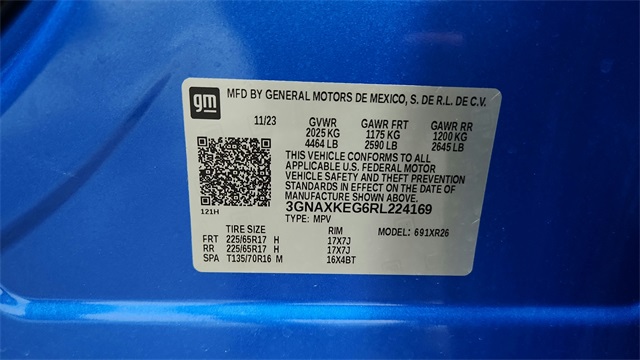 gm MFD BY GENERAL MOTORS DE MEXICO, S. DE R.L. DE C.V.
11/23 GVWR GAWR FRT GAWR RR
2025 KG 1175 KG 1200 KG
4464 LB 2590 LB 2645 LB
THIS VEHICLE CONFORMS TO ALL
APPLICABLE U.S. FEDERAL MOTOR
VEHICLE SAFETY AND THEFT PREVENTION
STANDARDS IN EFFECT ON THE DATE OF
MANUFACTURE SHOWN ABOVE.
3GNAXKEG6RL224169
121H TYPE: MPV
TIRE SIZE RIM MODEL: 691XR26
FRT 225/65R17 H 17X7J
RR 225/65R17 H 17X7J
SPA T135/70R16 M 16X4BT